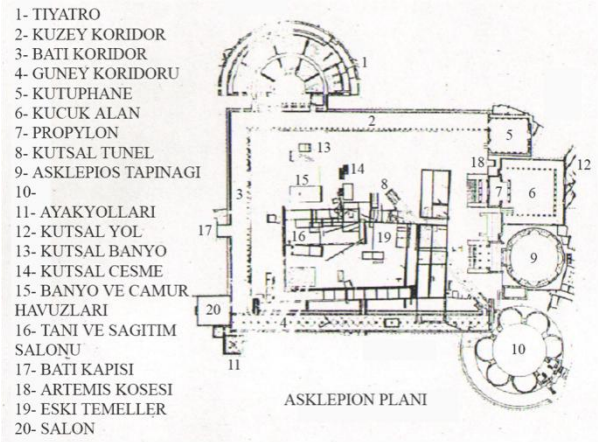 1- TIYATRO
2- KUZEY KORIDOR
3- BATI KORIDOR
4- GUNEY KORIDORU
5- KUTUPHANE
6- KUCUK ALAN
7- PROPYLON
8- KUTSAL TUNEL
9- ASKLEPIOS TAPINAGI
10-
11- AYAKYOLLARI
12- KUTSAL YOL
13- KUTSAL BANYO
14- KUTSAL CESME
15- BANYO VE CAMUR
HAVUZLARI
16- TANI VE SAGITIM
SALONU
17- BATI KAPISI
18- ARTEMIS KOSESI
19- ESKI TEMELLER
20- SALON
1
2
5
13
14
18
12
3
15
8
7
6
17
16
19
9
20
4
10
11
ASKLEPION PLANI